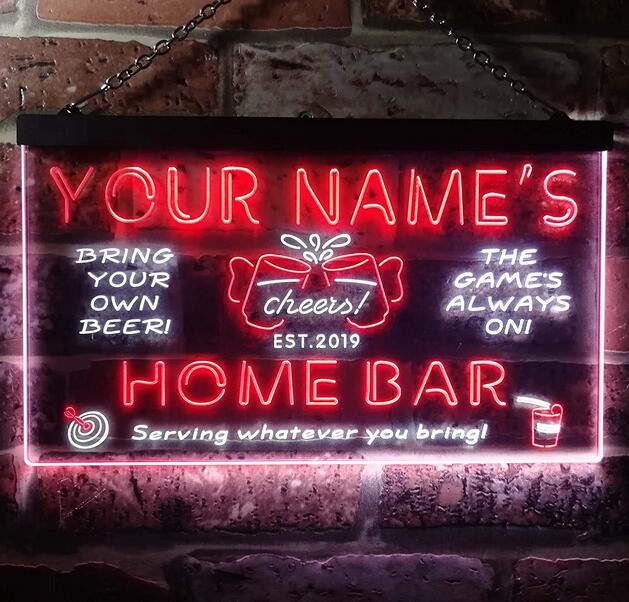 YOUR NAME'S
BRING
YOUR
OWN
BEER!
cheers!
EST.2019
THE
GAME'S
ALWAYS
ON!
HOME BAR
Serving whatever you bring!